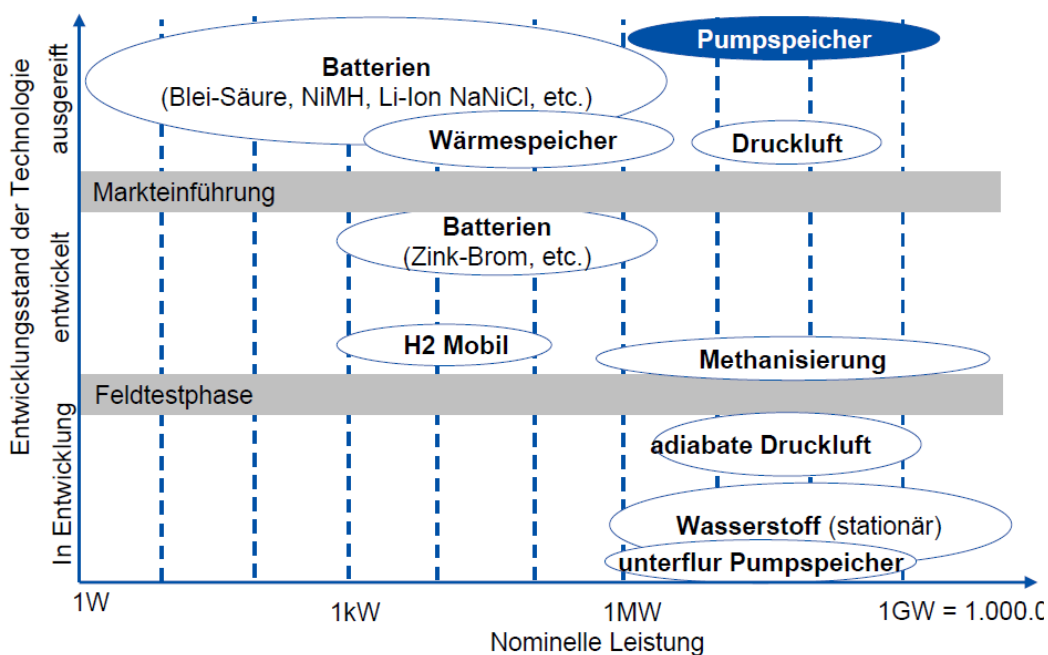 Entwicklungsstand der Technologie
ausgereift
entwickelt
In Entwicklung
Pumpspeicher
Batterien
(Blei-Säure, NiMH, Li-Ion NaNiCl, etc.)
Wärmespeicher
Druckluft
Markteinführung
Batterien
(Zink-Brom, etc.)
H2 Mobil
Methanisierung
Feldtestphase
adiabate Druckluft
Wasserstoff (stationär)
unterflur Pumpspeicher
1W
1kW
1MW
1GW = 1.000.0
Nominelle Leistung